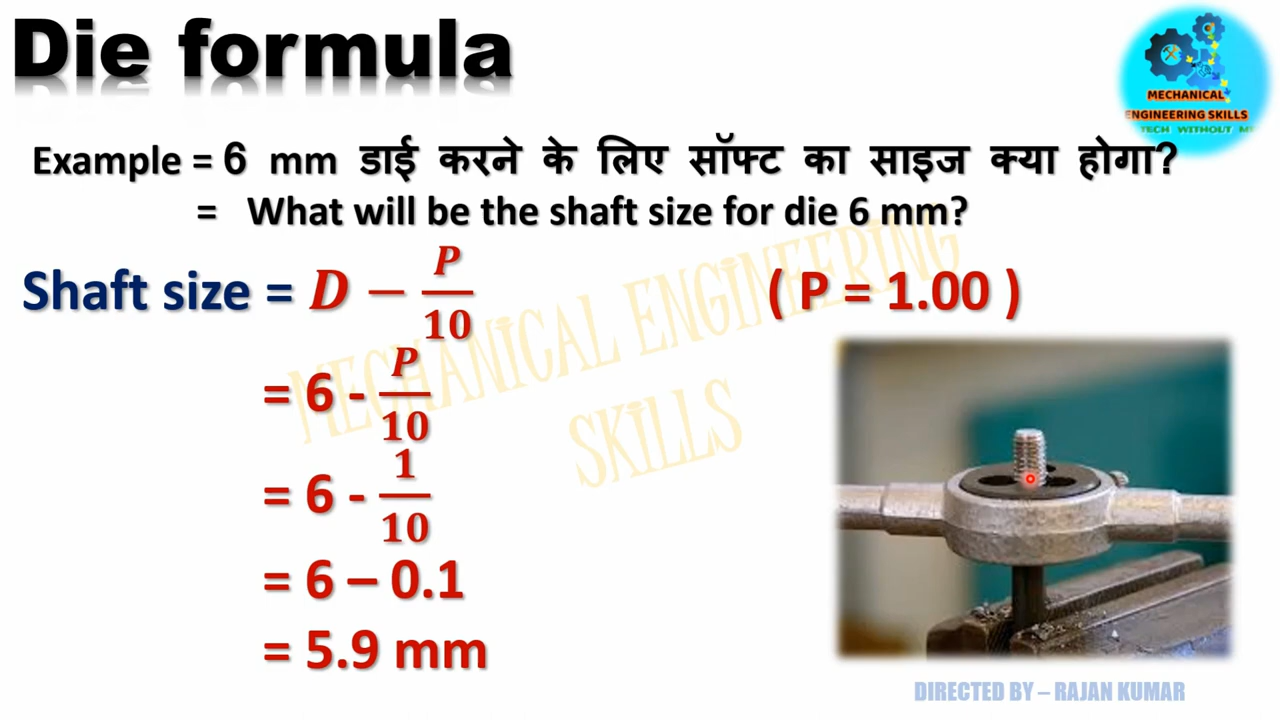 Die formula
MECHANICAL
ENGINEERING SKILLS
TECH WITHOUT
Example = 6 mm डाई करने के लिए सॉफ्ट का साइज क्या होगा?
= What will be the shaft size for die 6 mm?
Shaft size = D − P/10 ( P = 1.00 )
= 6 - P/10
= 6 - 1/10
= 6 – 0.1
= 5.9 mm
MECHANICAL ENGINEERING
SKILLS
DIRECTED BY – RAJAN KUMAR